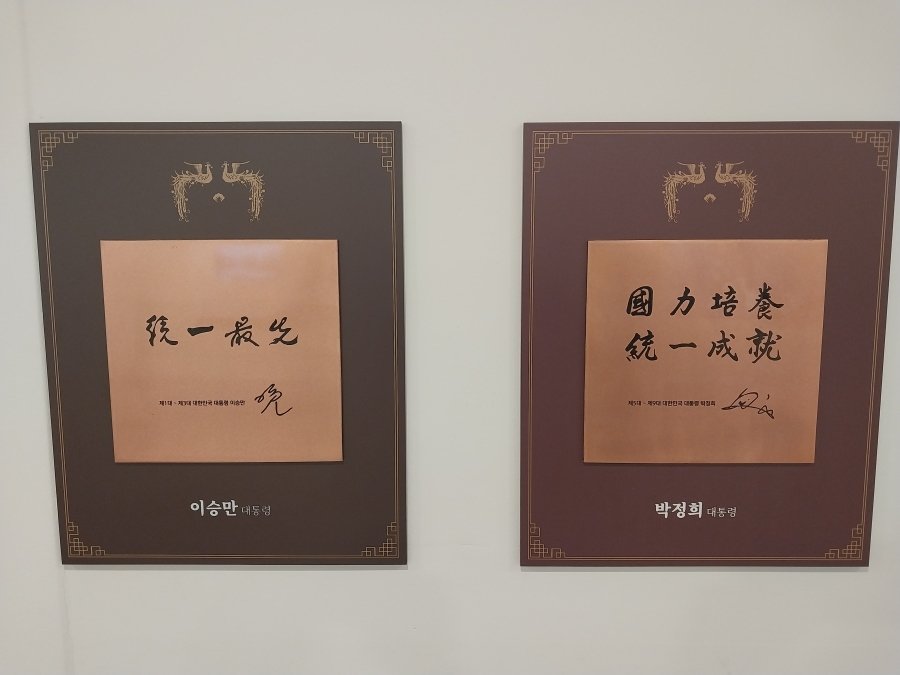 統一最先
제1대 - 제3대 대한민국 대통령 이승만
이승만 대통령
國力培養
統一成就
제5대 - 제9대 대한민국 대통령 박정희
박정희 대통령